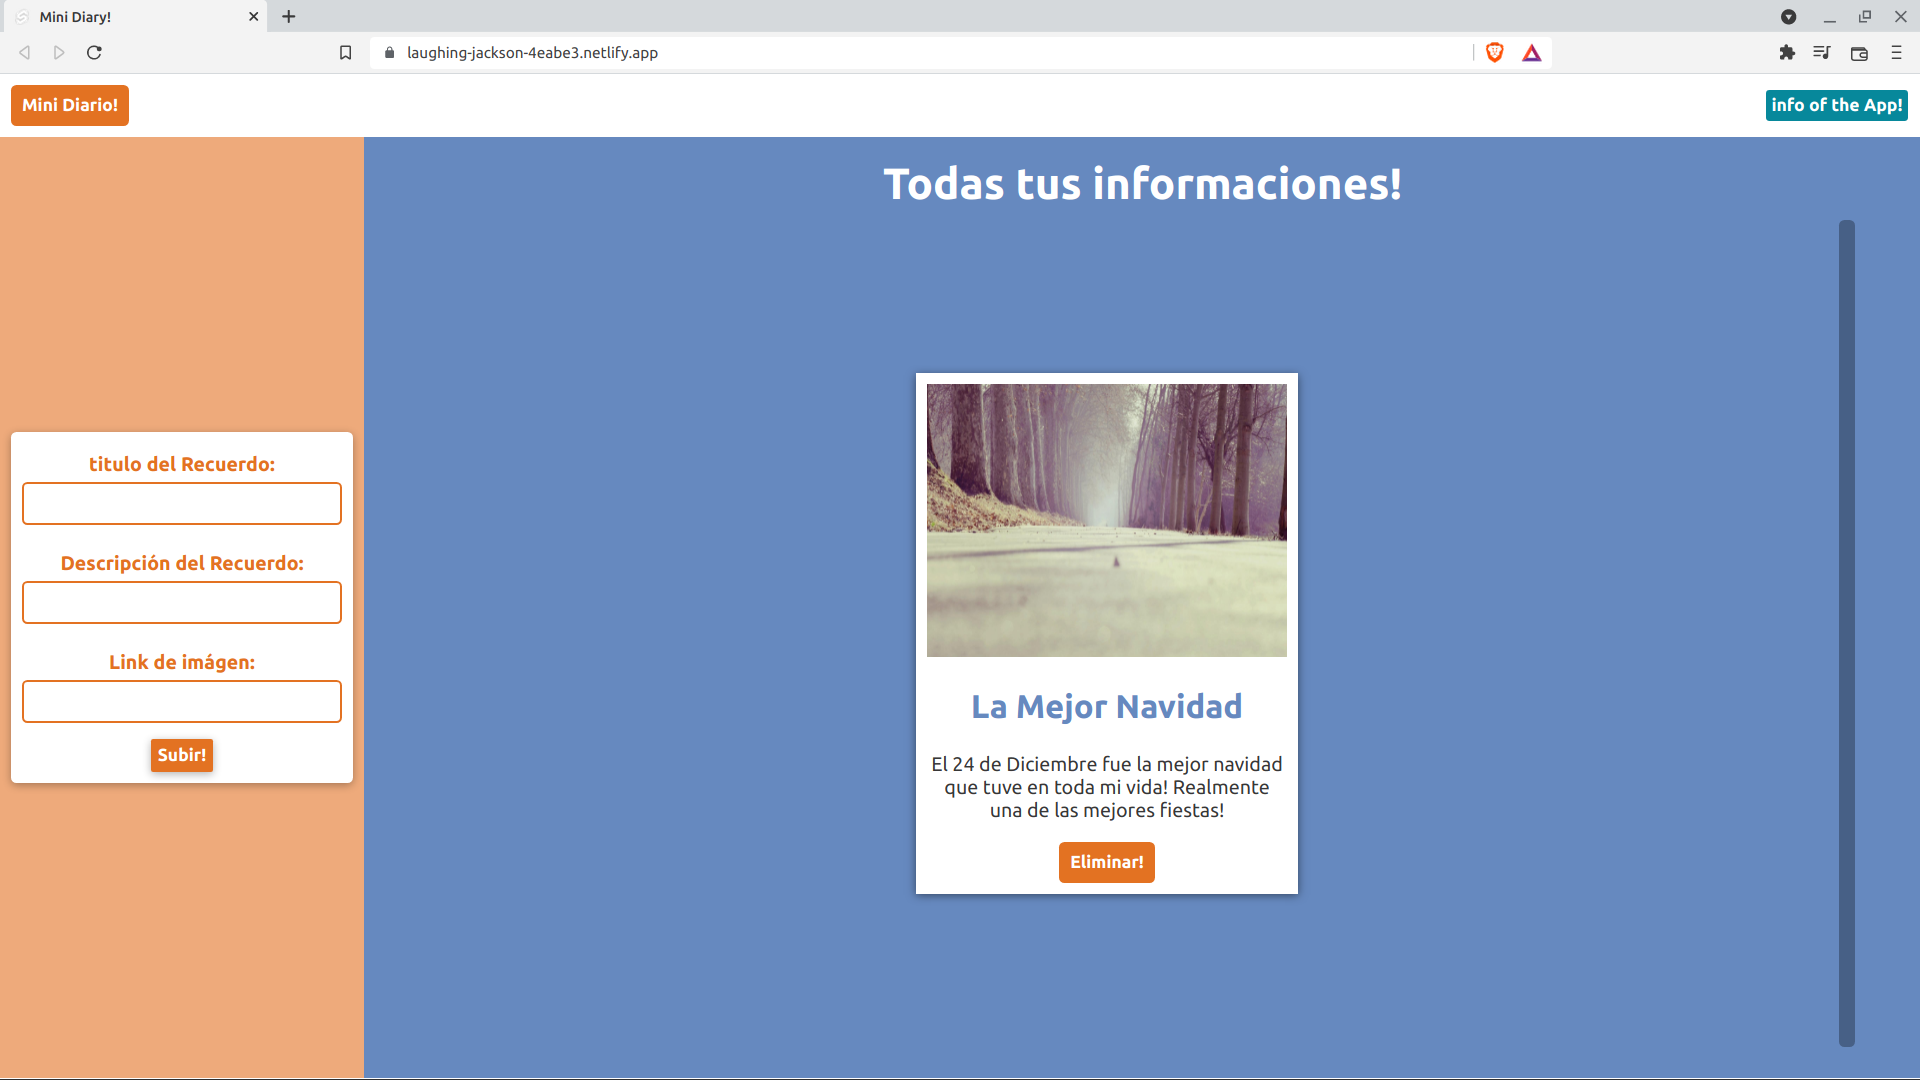 Mini Diary!
laughing-jackson-4eabe3.netlify.app
Mini Diario!
info of the App!
Todas tus informaciones!
titulo del Recuerdo:
Descripción del Recuerdo:
Link de imágen:
Subir!
La Mejor Navidad
El 24 de Diciembre fue la mejor navidad
que tuve en toda mi vida! Realmente
una de las mejores fiestas!
Eliminar!